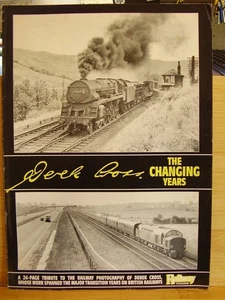 Derek Cross.
THE
CHANGING
YEARS
A 24-PAGE TRIBUTE TO THE RAILWAY PHOTOGRAPHY OF DEREK CROSS,
WHOSE WORK SPANNED THE MAJOR TRANSITION YEARS ON BRITISH RAILWAYS
Railway